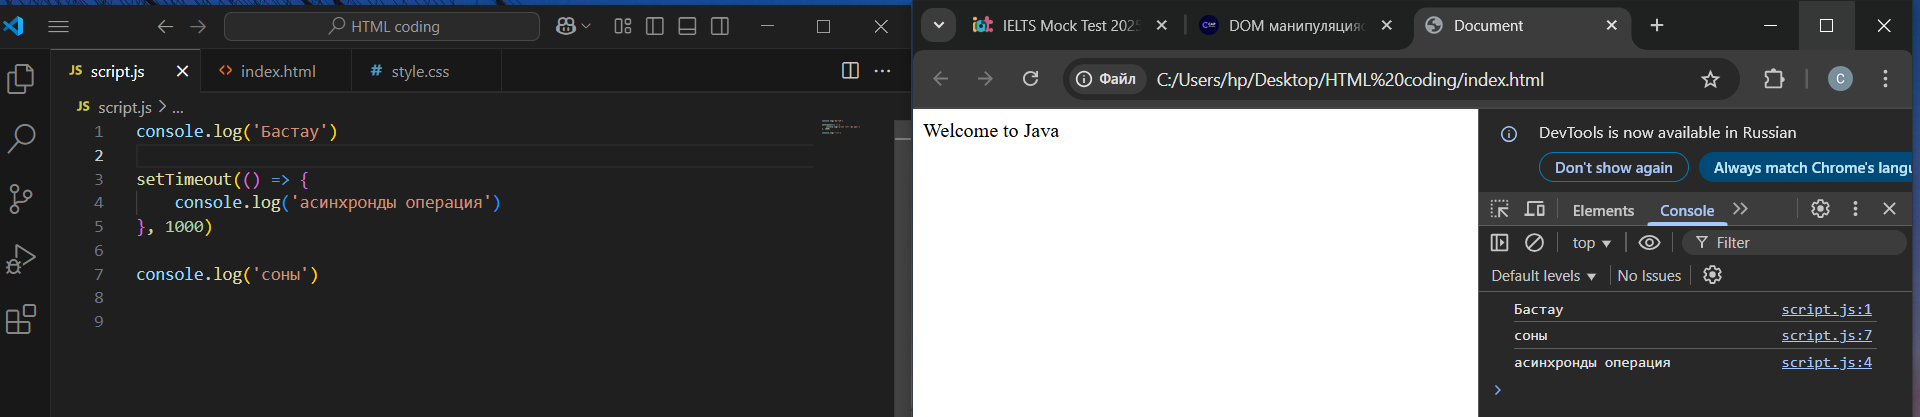 HTML coding
script.js
index.html
style.css
script.js > ...
1 console.log('Бастау')
2
3 setTimeout(() => {
4 console.log('асинхронды операция')
5 }, 1000)
6
7 console.log('соны')
8
9
IELTS Mock Test 2025
DOM манипуляция
Document
Файл
C:/Users/hp/Desktop/HTML%20coding/index.html
C
Welcome to Java
DevTools is now available in Russian
Don't show again
Always match Chrome's langu
Elements
Console
top
Filter
Default levels
No Issues
Бастау script.js:1
соны script.js:7
асинхронды операция script.js:4